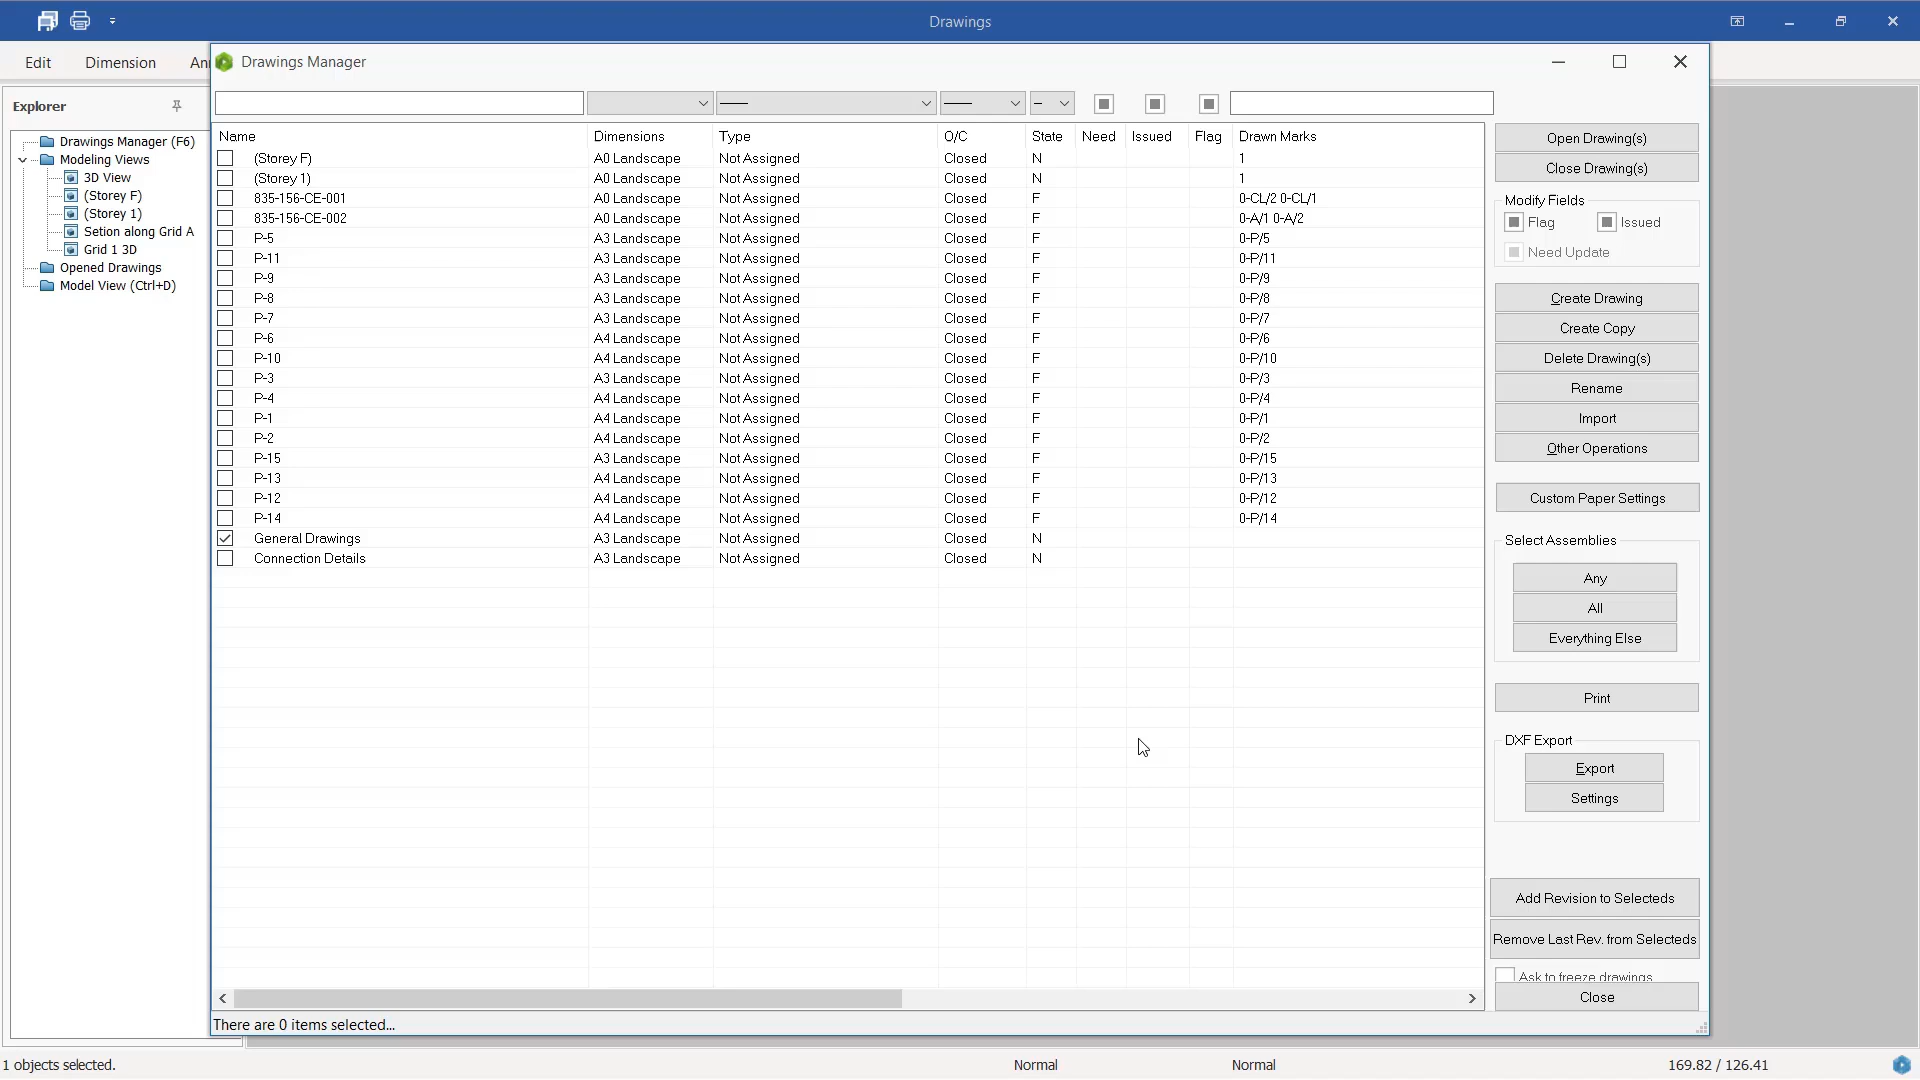 Drawings
Edit
Dimension
An
Drawings Manager
Explorer
Drawings Manager (F6)
Modeling Views
3D View
(Storey F)
(Storey 1)
Setion along Grid A
Grid 1 3D
Opened Drawings
Model View (Ctrl+D)
Name Dimensions Type O/C State Need Issued Flag Drawn Marks
(Storey F) A0 Landscape Not Assigned Closed N 1
(Storey 1) A0 Landscape Not Assigned Closed N 1
835-156-CE-001 A0 Landscape Not Assigned Closed F 0-CL/2 0-CL/1
835-156-CE-002 A0 Landscape Not Assigned Closed F 0-A/1 0-A/2
P-5 A3 Landscape Not Assigned Closed F 0-P/5
P-11 A3 Landscape Not Assigned Closed F 0-P/11
P-9 A3 Landscape Not Assigned Closed F 0-P/9
P-8 A3 Landscape Not Assigned Closed F 0-P/8
P-7 A3 Landscape Not Assigned Closed F 0-P/7
P-6 A4 Landscape Not Assigned Closed F 0-P/6
P-10 A4 Landscape Not Assigned Closed F 0-P/10
P-3 A3 Landscape Not Assigned Closed F 0-P/3
P-4 A4 Landscape Not Assigned Closed F 0-P/4
P-1 A4 Landscape Not Assigned Closed F 0-P/1
P-2 A4 Landscape Not Assigned Closed F 0-P/2
P-15 A3 Landscape Not Assigned Closed F 0-P/15
P-13 A4 Landscape Not Assigned Closed F 0-P/13
P-12 A4 Landscape Not Assigned Closed F 0-P/12
P-14 A4 Landscape Not Assigned Closed F 0-P/14
General Drawings A3 Landscape Not Assigned Closed N
Connection Details A3 Landscape Not Assigned Closed N
Open Drawing(s)
Close Drawing(s)
Modify Fields
Flag Issued
Need Update
Create Drawing
Create Copy
Delete Drawing(s)
Rename
Import
Other Operations
Custom Paper Settings
Select Assemblies
Any
All
Everything Else
Print
DXF Export
Export
Settings
Add Revision to Selecteds
Remove Last Rev. from Selecteds
Ask to freeze drawings
Close
There are 0 items selected...
1 objects selected. Normal Normal 169.82 / 126.41